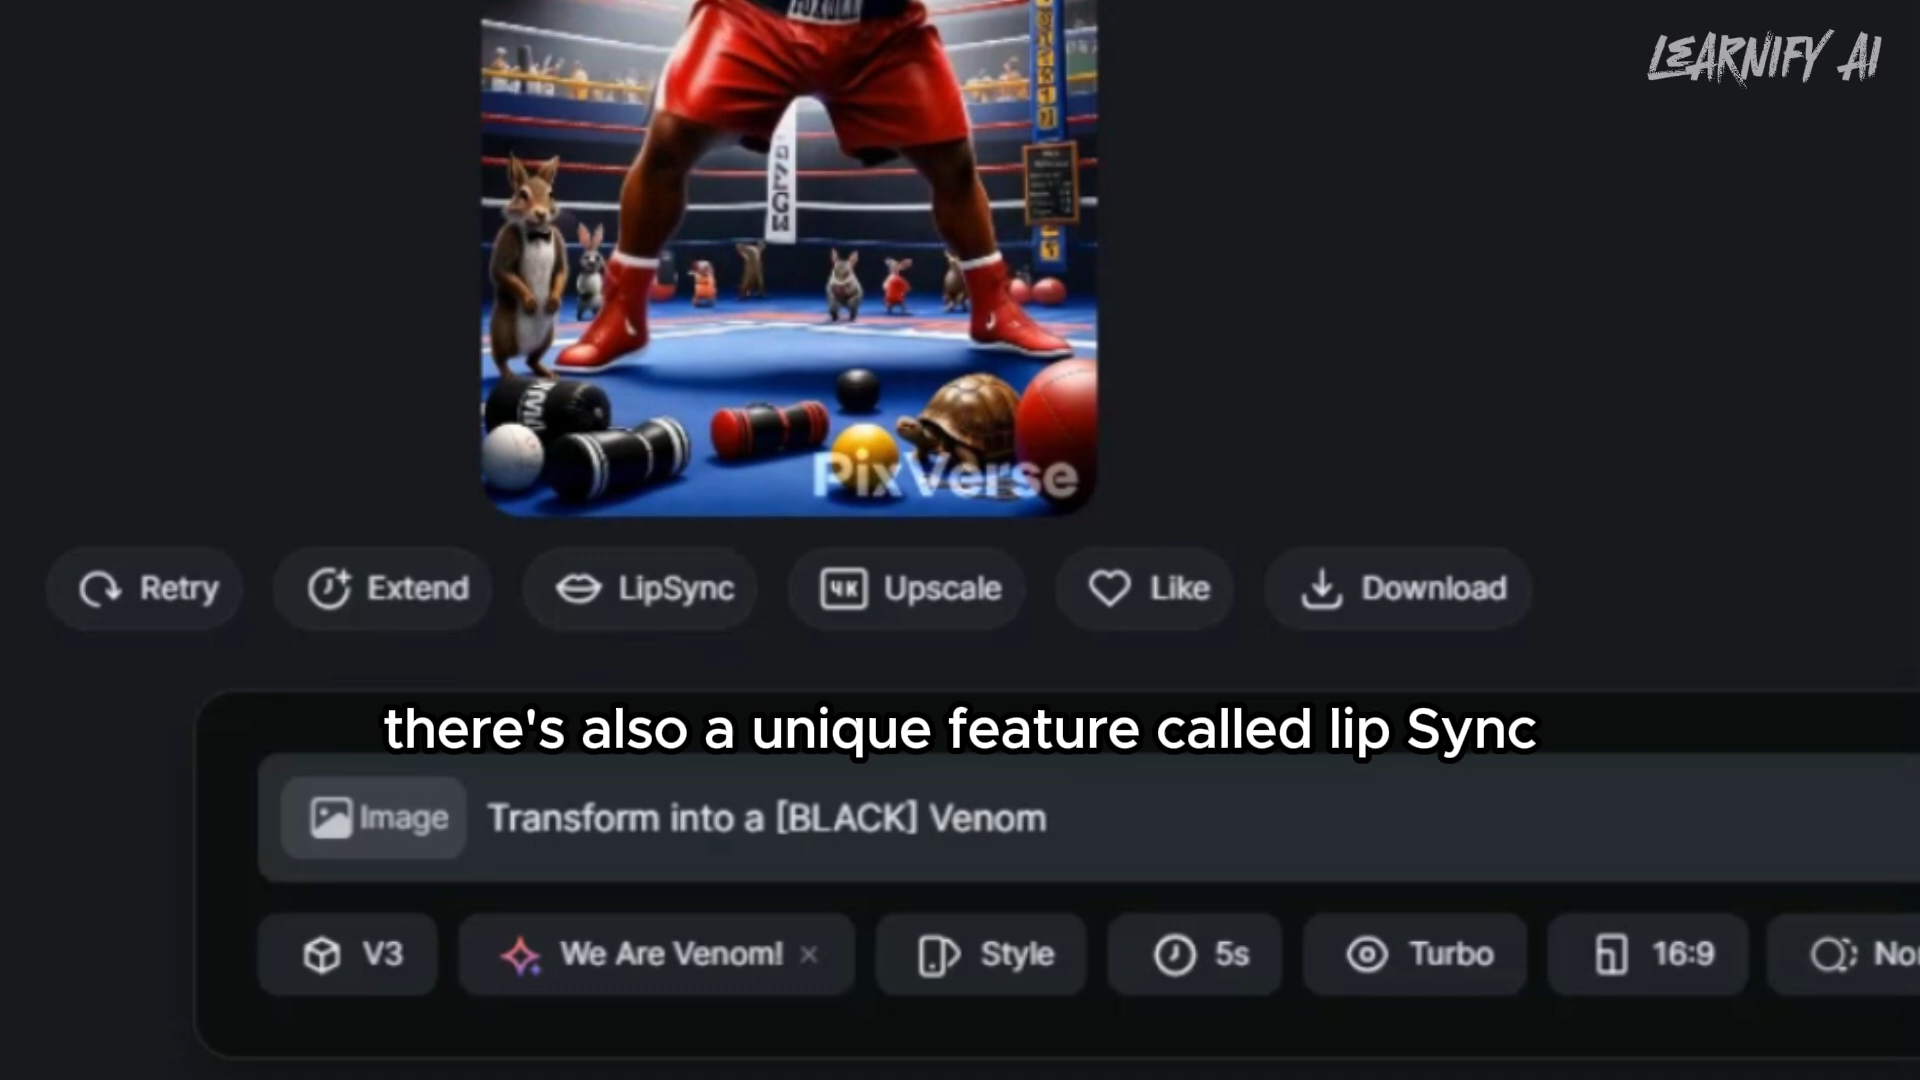 LEARNIFY AI
PixVerse
Retry
Extend
LipSync
4K Upscale
Like
Download
there's also a unique feature called lip Sync
Image
Transform into a [BLACK] Venom
V3
We Are Venom! ×
Style
5s
Turbo
16:9